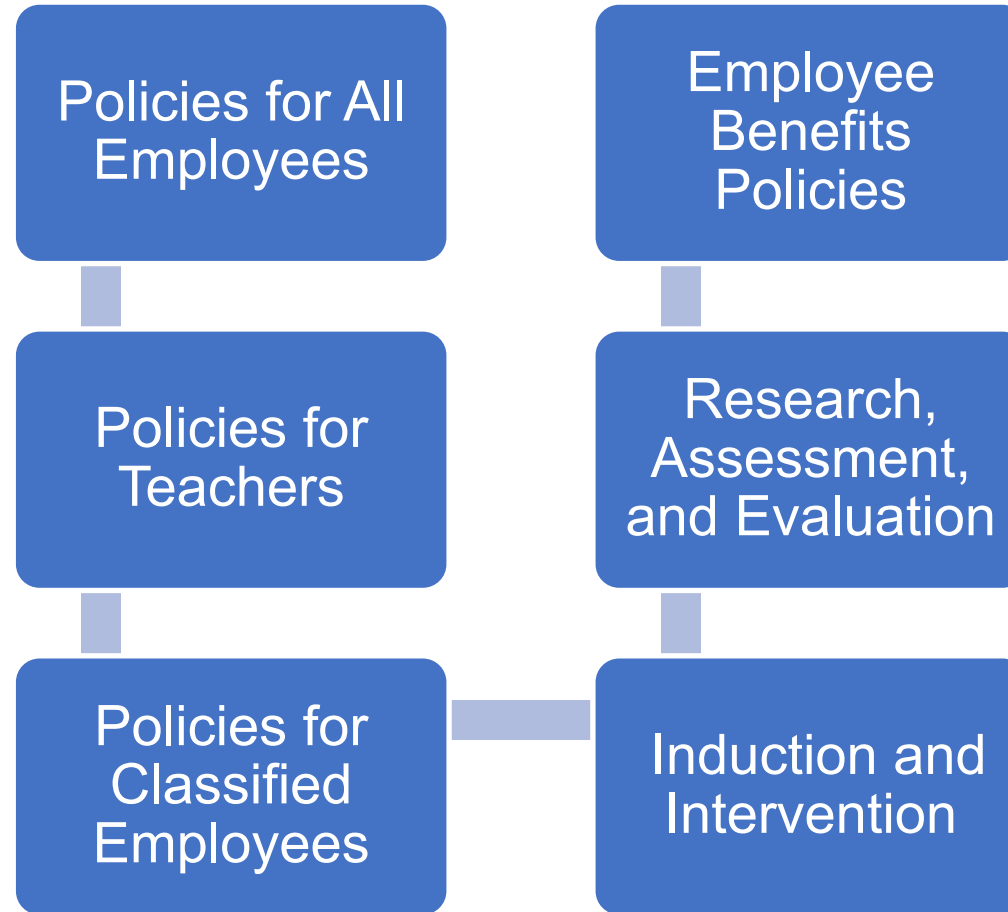 Policies for All
Employees
Policies for
Teachers
Policies for
Classified
Employees
Induction and
Intervention
Research,
Assessment,
and Evaluation
Employee
Benefits
Policies